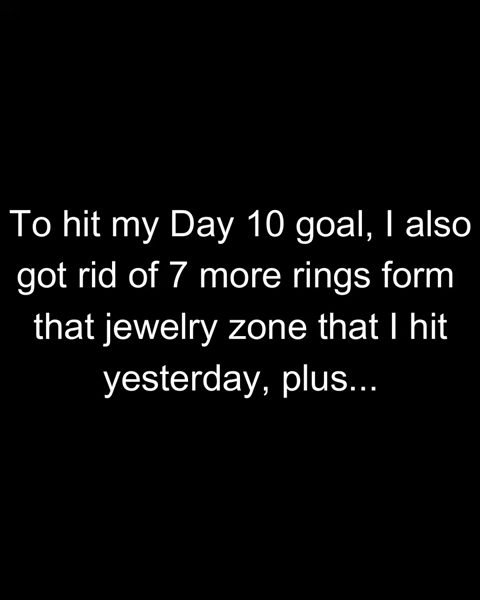 To hit my Day 10 goal, I also
got rid of 7 more rings form
that jewelry zone that I hit
yesterday, plus...